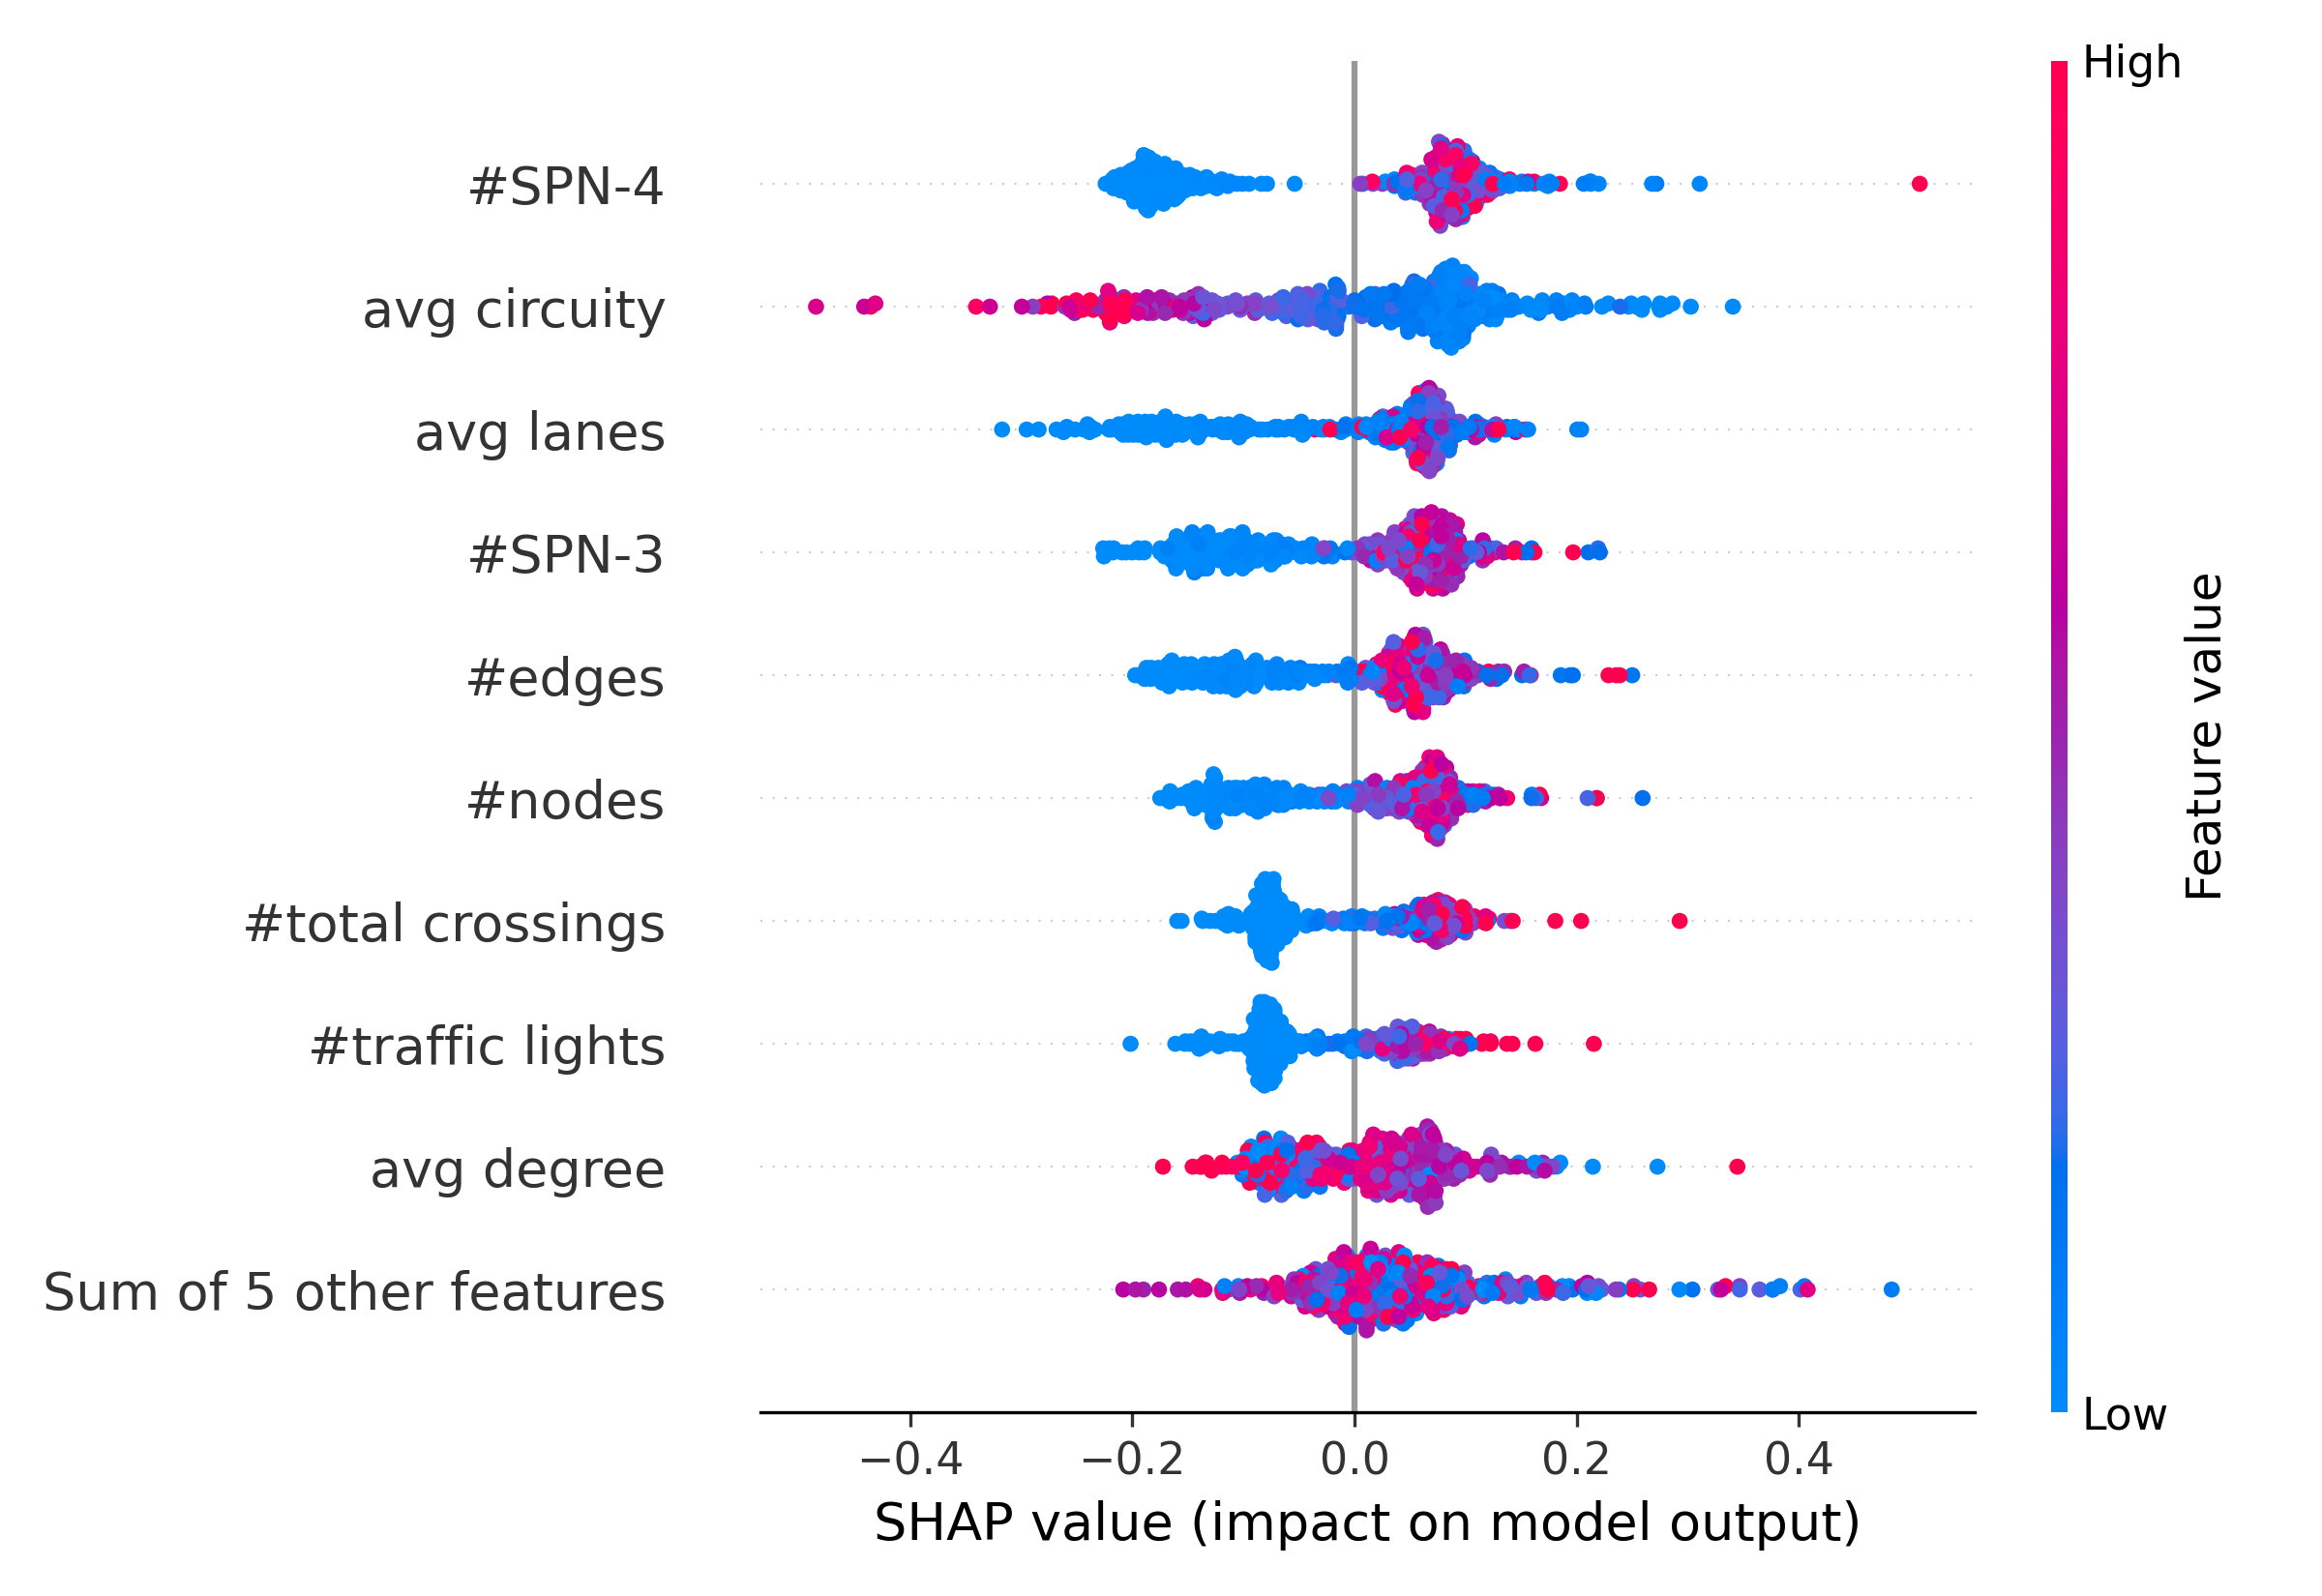 High
#SPN-4
avg circuity
avg lanes
#SPN-3
#edges
#nodes
#total crossings
#traffic lights
avg degree
Sum of 5 other features
Feature value
Low
−0.4 −0.2 0.0 0.2 0.4
SHAP value (impact on model output)